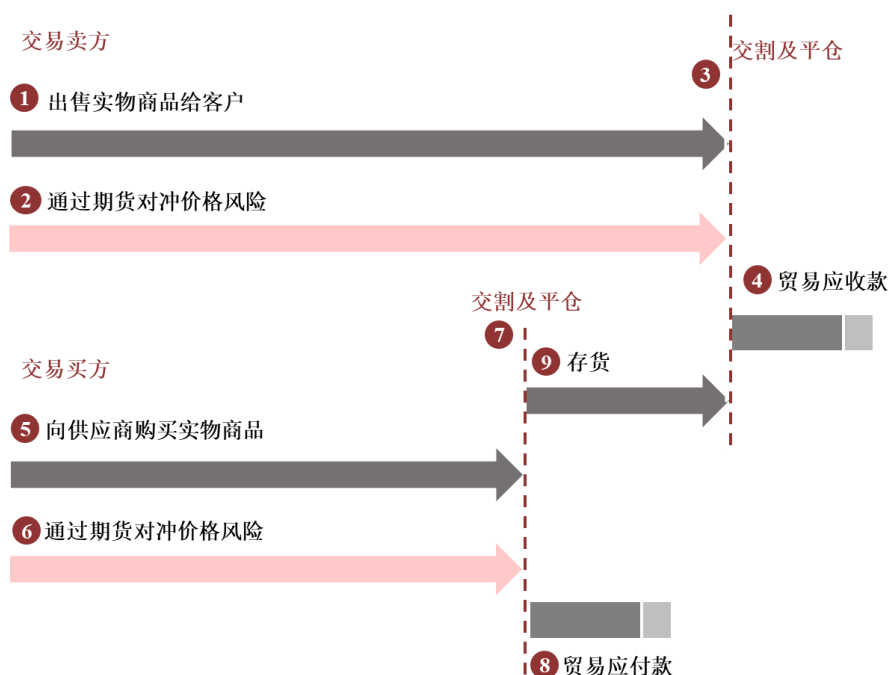 交易卖方
交割及平仓
3
1 出售实物商品给客户
2 通过期货对冲价格风险
4 贸易应收款
交割及平仓
7
9 存货
交易买方
5 向供应商购买实物商品
6 通过期货对冲价格风险
8 贸易应付款